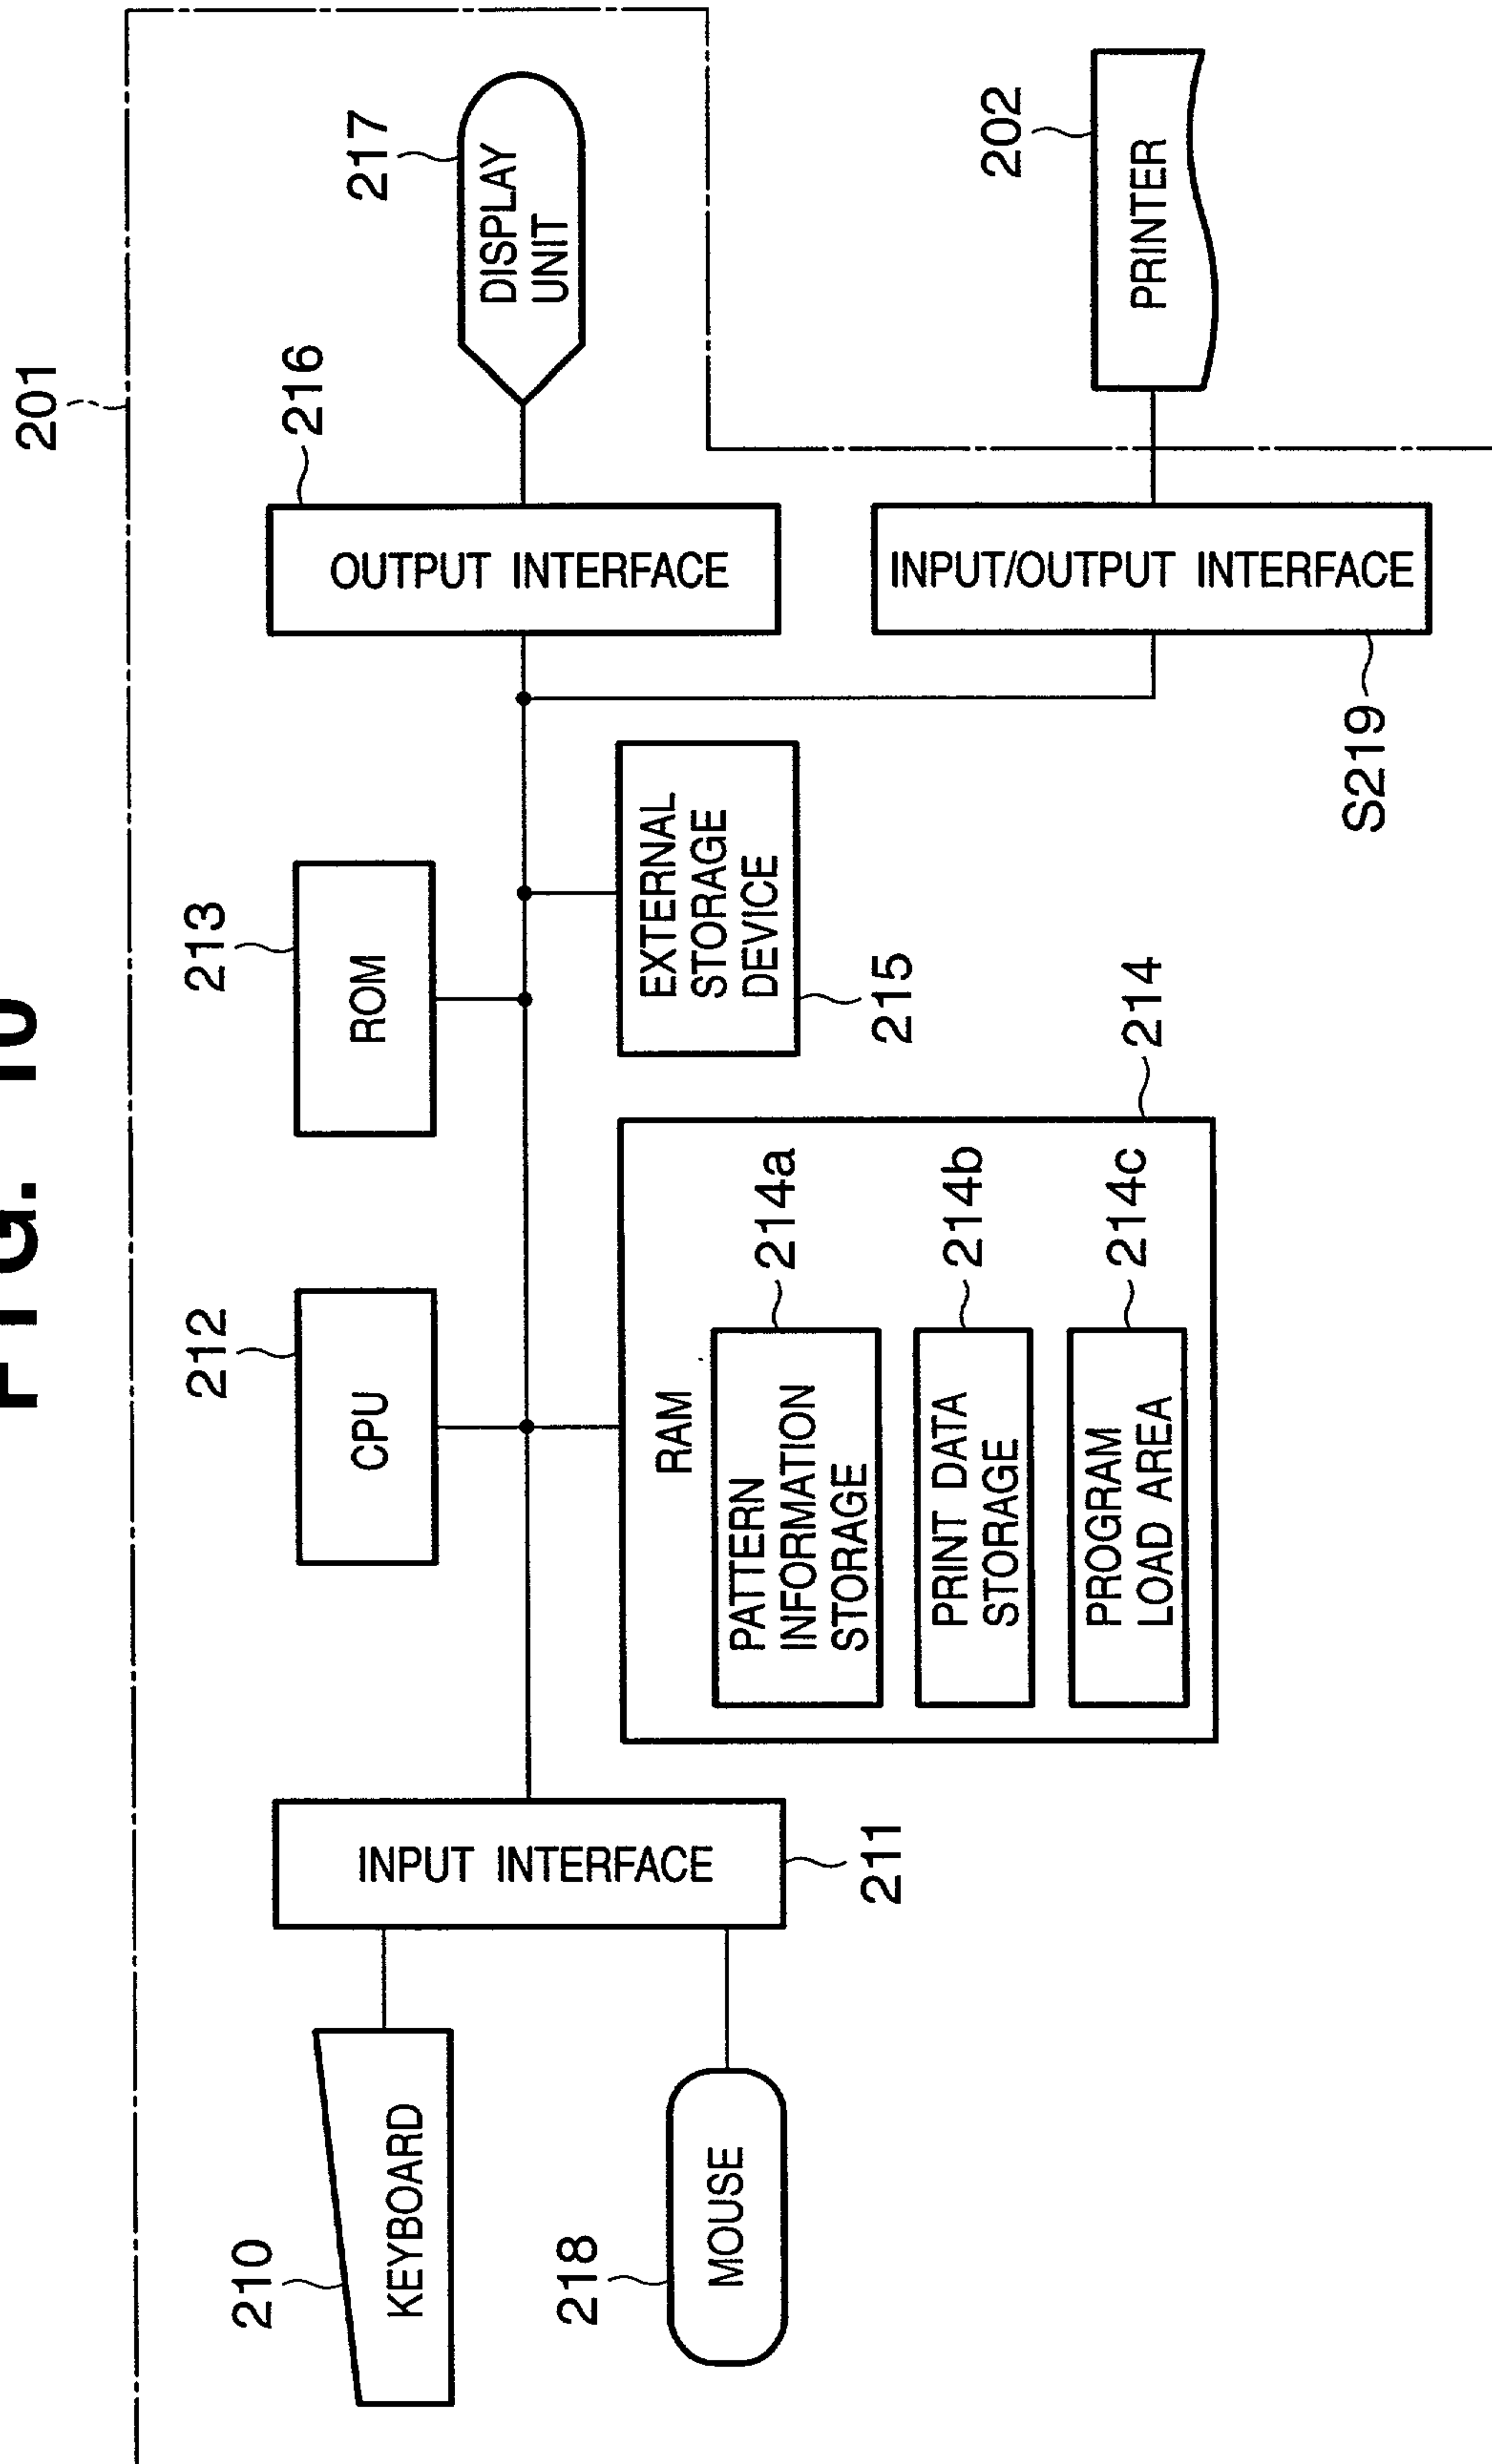 FIG. 10
201
210
KEYBOARD
218
MOUSE
INPUT INTERFACE
211
212
CPU
213
ROM
RAM
214
PATTERN
INFORMATION
STORAGE
214a
PRINT DATA
STORAGE
214b
PROGRAM
LOAD AREA
214c
EXTERNAL
STORAGE
DEVICE
215
216
OUTPUT INTERFACE
217
DISPLAY
UNIT
INPUT/OUTPUT INTERFACE
S219
202
PRINTER